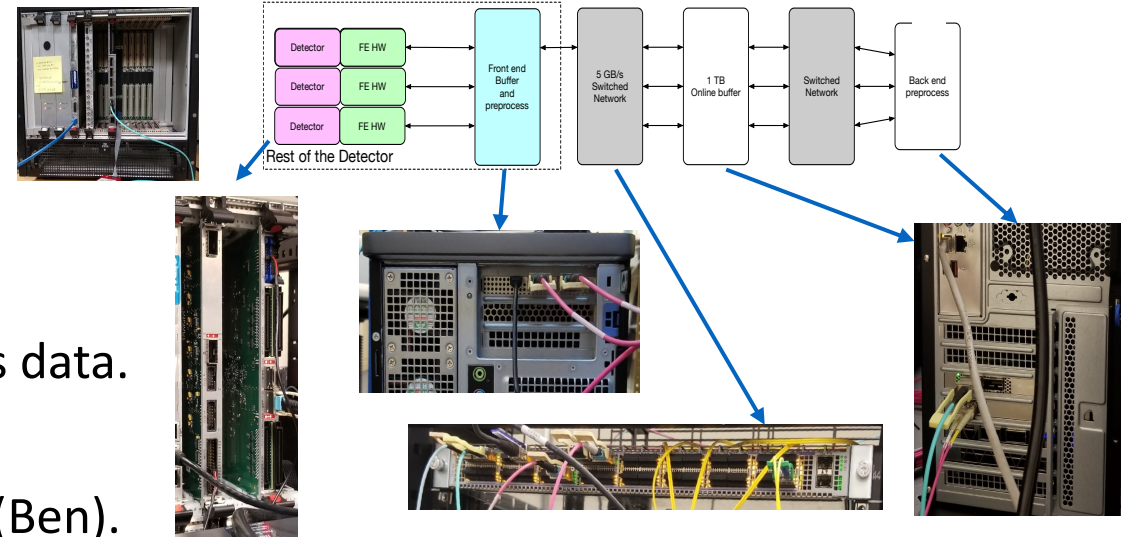 Detector
FE HW
Detector
FE HW
Detector
FE HW
Rest of the Detector
Front end
Buffer
and
preprocess
5 GB/s
Switched
Network
1 TB
Online buffer
Switched
Network
Back end
preprocess
s data.
(Ben).